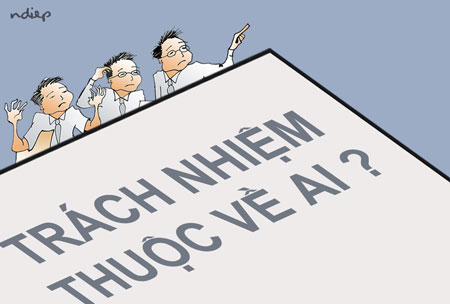 ndiep
TRÁCH NHIỆM
THUỘC VỀ AI ?